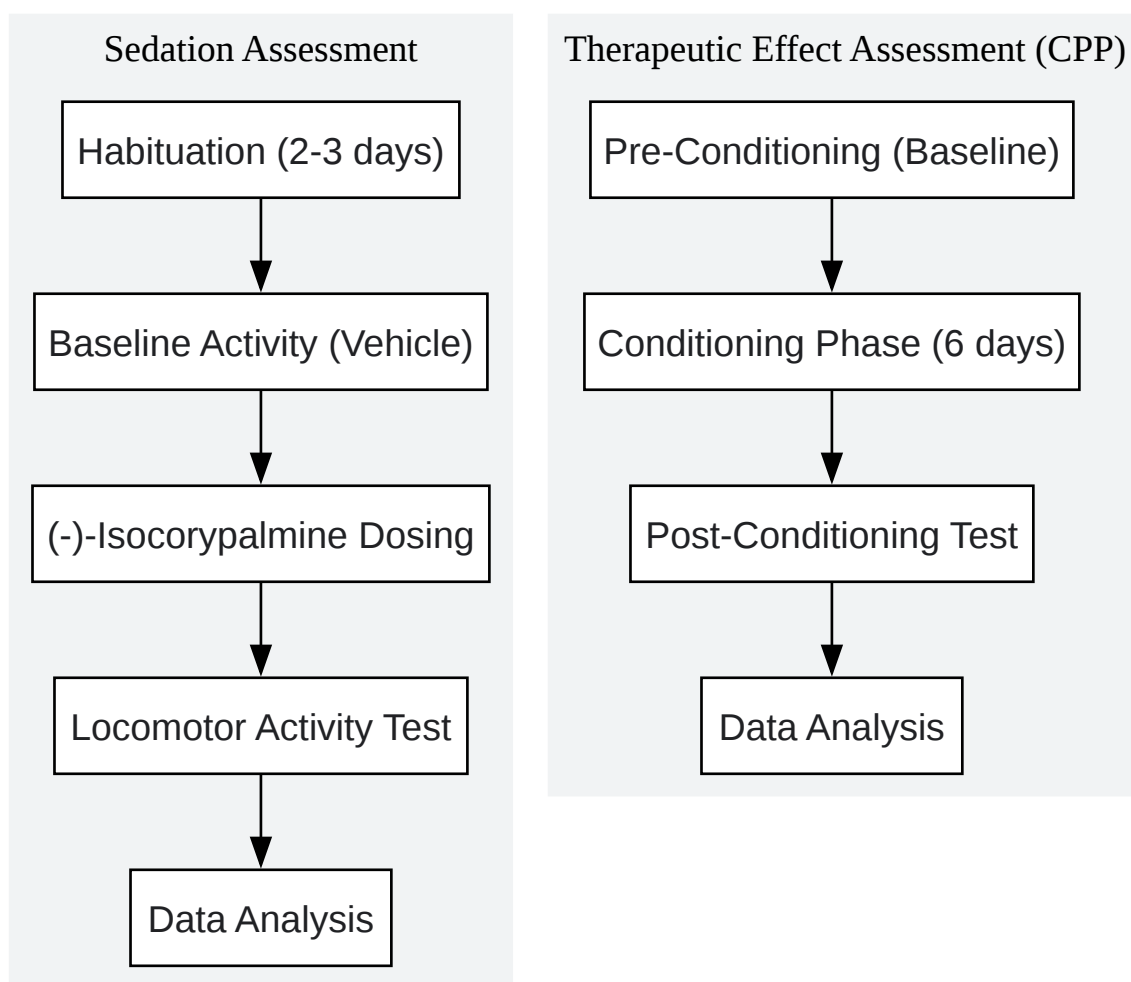 Sedation Assessment
Habituation (2-3 days)
Baseline Activity (Vehicle)
(-)-Isocorypalmine Dosing
Locomotor Activity Test
Data Analysis
Therapeutic Effect Assessment (CPP)
Pre-Conditioning (Baseline)
Conditioning Phase (6 days)
Post-Conditioning Test
Data Analysis